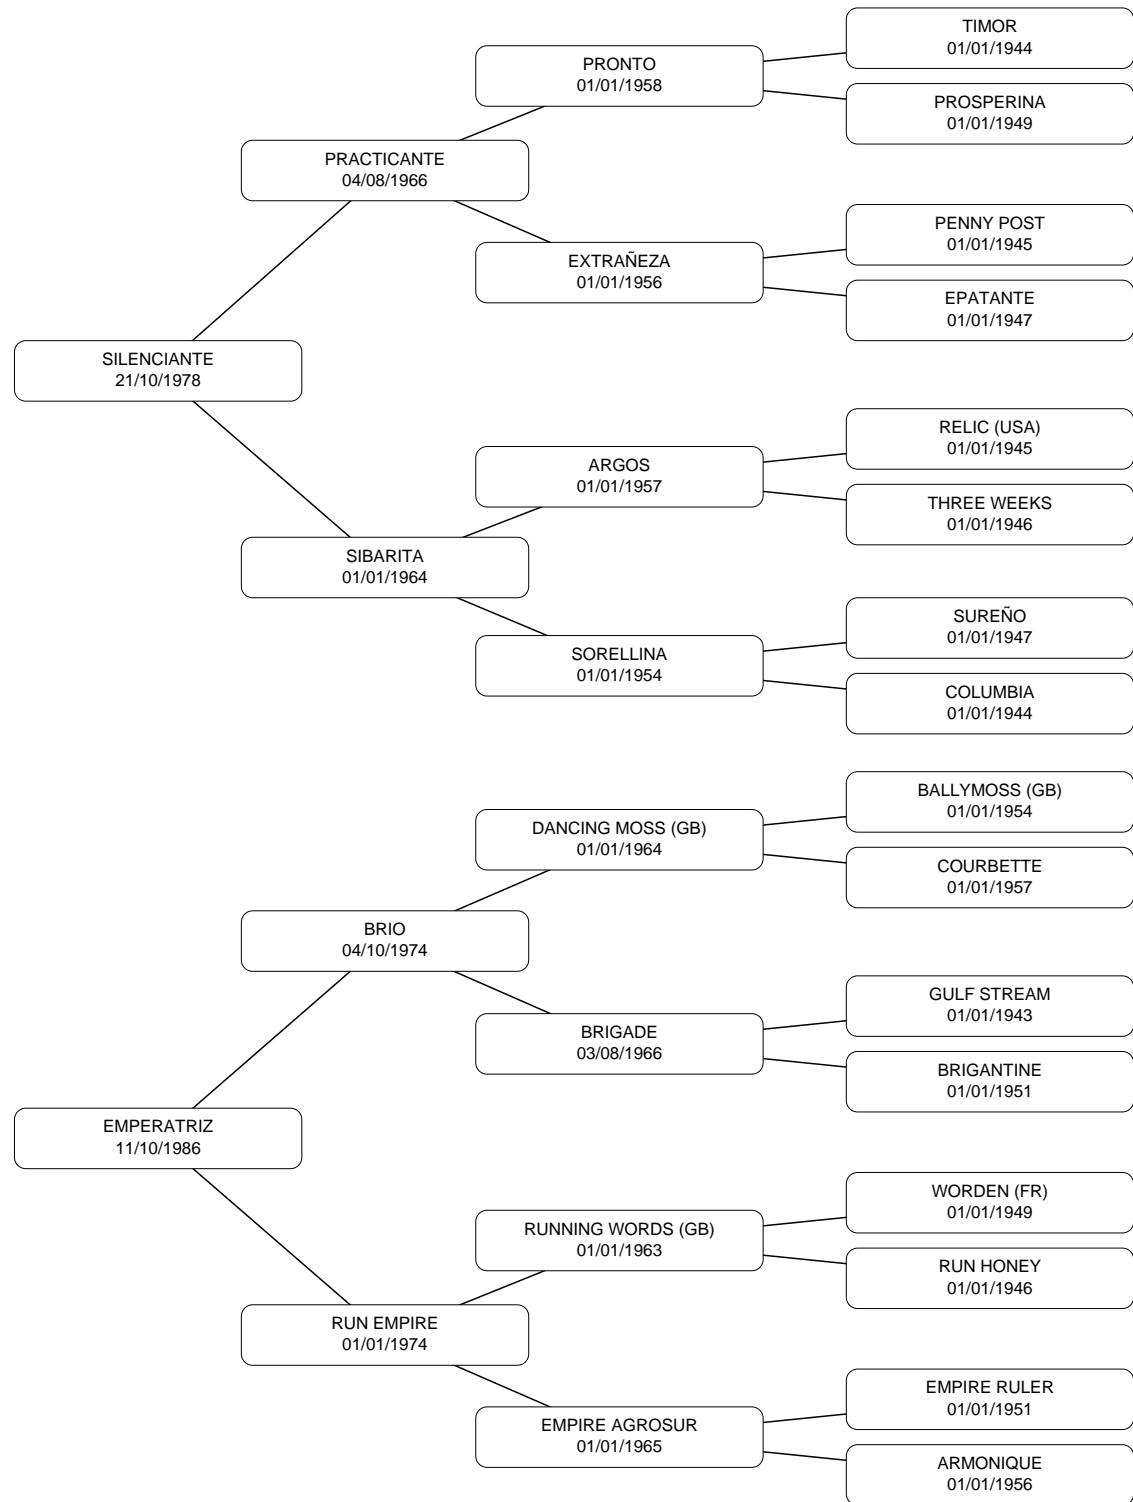 TIMOR
01/01/1944
PRONTO
01/01/1958
PROSPERINA
01/01/1949
PRACTICANTE
04/08/1966
PENNY POST
01/01/1945
EXTRAÑEZA
01/01/1956
EPATANTE
01/01/1947
SILENCIANTE
21/10/1978
RELIC (USA)
01/01/1945
ARGOS
01/01/1957
THREE WEEKS
01/01/1946
SIBARITA
01/01/1964
SUREÑO
01/01/1947
SORELLINA
01/01/1954
COLUMBIA
01/01/1944
BALLYMOSS (GB)
01/01/1954
DANCING MOSS (GB)
01/01/1964
COURBETTE
01/01/1957
BRIO
04/10/1974
GULF STREAM
01/01/1943
BRIGADE
03/08/1966
BRIGANTINE
01/01/1951
EMPERATRIZ
11/10/1986
WORDEN (FR)
01/01/1949
RUNNING WORDS (GB)
01/01/1963
RUN HONEY
01/01/1946
RUN EMPIRE
01/01/1974
EMPIRE RULER
01/01/1951
EMPIRE AGROSUR
01/01/1965
ARMONIQUE
01/01/1956